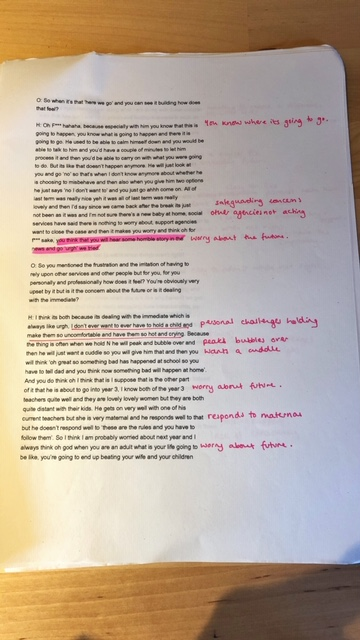 O: So when it's that 'here we go' and you can see it building how does
that feel?
H: Oh F*** hahaha, because especially with him you know that this is
going to happen, you know what is going to happen and there it is
going to go. He used to be able to calm himself down and you would be
able to talk to him and you'd have a couple of minutes to let him
process it and then you'd be able to carry on with what you were going
to do. But its like that doesn't happen anymore. He will just look at
you and go 'no' so that's when I don't know anymore about whether he
is choosing to misbehave and then also when you give him two options
he just says 'no I don't want to' and you just go ahhh come on. All of
last term was really nice yeh it was all of last term was really
lovely and then I'd say since we came back after the break its just
not been as it was and I'm not sure there's a new baby at home, social
services have said there is nothing to worry about, support agencies
want to close the case and then it makes you worry and think oh for
f*** sake, you think that you will hear some horrible story in the
news and go 'urgh, we tried'
You know where its going to go.
safeguarding concerns
other agencies not acting
worry about the future.
O: So you mentioned the frustration and the irritation of having to
rely upon other services and other people but for you, for you
personally and professionally how does it feel? You're obviously very
upset by it but is it the concern about the future or is it dealing
with the immediate?
H: I think its both because its dealing with the immediate which is
always like urgh, I don't ever want to ever have to hold a child and
make them so uncomfortable and have them so hot and crying. Because
the thing is often when we hold N he will peak and bubble over and
then he will just want a cuddle so you will give him that and then you
will think 'oh great so something bad has happened at school so you
have to tell dad and you think now something bad will happen at home'.
And you do think oh I think that is I suppose that is the other part
of it that he is about to go into year 3, I know both of the year 3
teachers quite well and they are lovely lovely women but they are both
quite distant with their kids. He gets on very well with one of his
current teachers but she is very maternal and he responds well to that
but he doesn't respond well to 'these are the rules and you have to
follow them'. So I think I am probably worried about next year and I
always think oh god when you are an adult what is your life going to
be like, you're going to end up beating your wife and your children
personal challenges holding
peaks bubbles over
wants a cuddle
worry about future.
responds to maternal
worry about future.